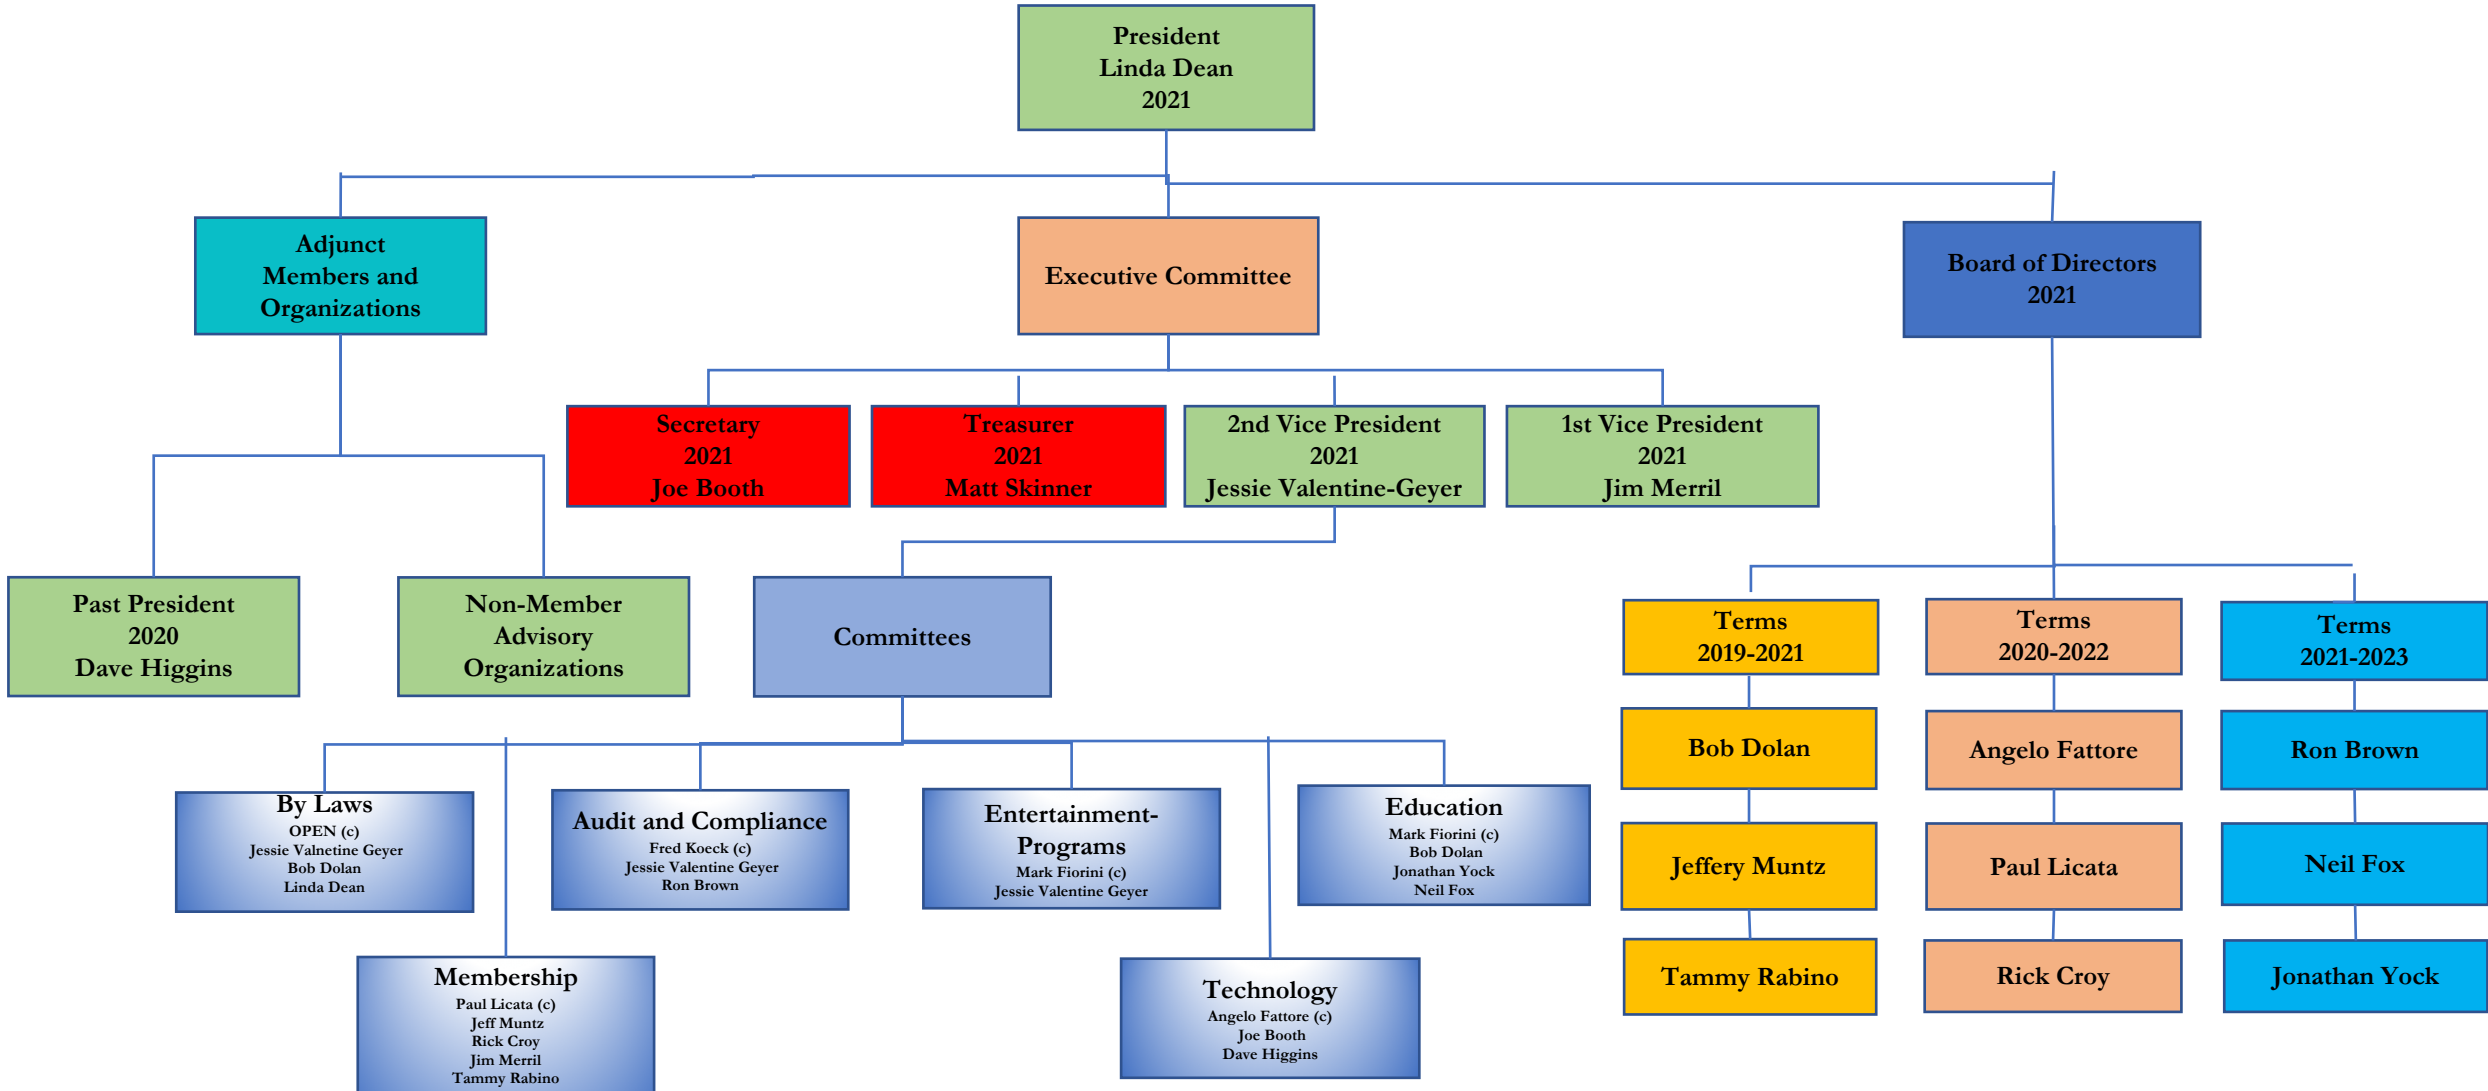 President
Linda Dean
2021
Adjunct
Members and
Organizations
Executive Committee
Board of Directors
2021
Secretary
2021
Joe Booth
Treasurer
2021
Matt Skinner
2nd Vice President
2021
Jessie Valentine-Geyer
1st Vice President
2021
Jim Merril
Past President
2020
Dave Higgins
Non-Member
Advisory
Organizations
Committees
Terms
2019-2021
Terms
2020-2022
Terms
2021-2023
Bob Dolan
Angelo Fattore
Ron Brown
Jeffery Muntz
Paul Licata
Neil Fox
Tammy Rabino
Rick Croy
Jonathan Yock
By Laws
OPEN (c)
Jessie Valnetine Geyer
Bob Dolan
Linda Dean
Audit and Compliance
Fred Koeck (c)
Jessie Valentine Geyer
Ron Brown
Entertainment-
Programs
Mark Fiorini (c)
Jessie Valentine Geyer
Education
Mark Fiorini (c)
Bob Dolan
Jonathan Yock
Neil Fox
Membership
Paul Licata (c)
Jeff Muntz
Rick Croy
Jim Merril
Tammy Rabino
Technology
Angelo Fattore (c)
Joe Booth
Dave Higgins